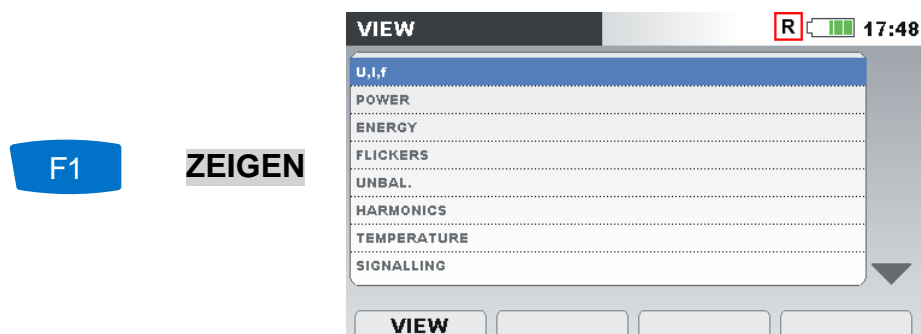 VIEW R 17:48
U,I,f
POWER
ENERGY
FLICKERS
F1 ZEIGEN
UNBAL.
HARMONICS
TEMPERATURE
SIGNALLING
VIEW